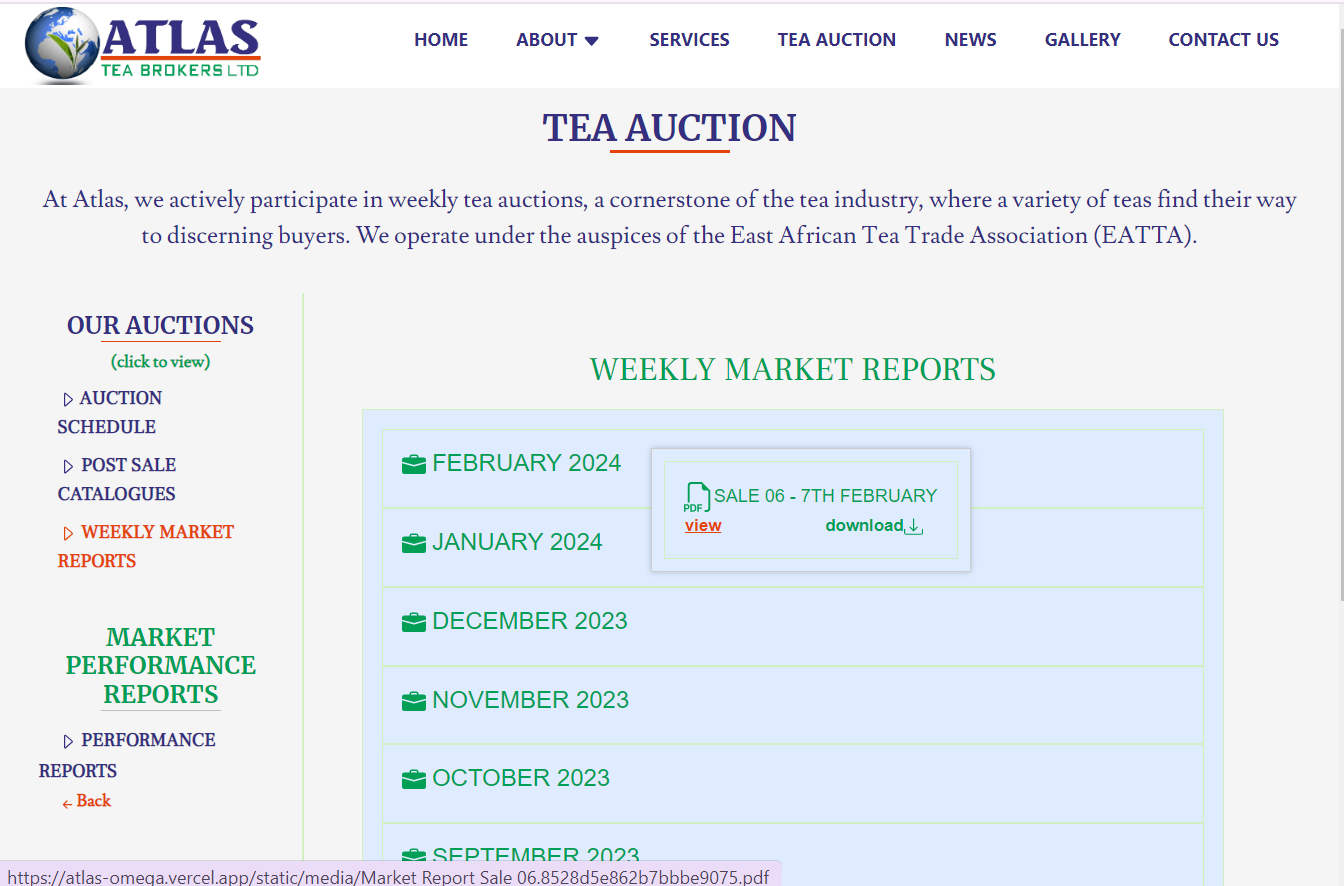 ATLAS
TEA BROKERS LTD
HOME ABOUT SERVICES TEA AUCTION NEWS GALLERY CONTACT US
TEA AUCTION
At Atlas, we actively participate in weekly tea auctions, a cornerstone of the tea industry, where a variety of teas find their way
to discerning buyers. We operate under the auspices of the East African Tea Trade Association (EATTA).
OUR AUCTIONS
(click to view)
AUCTION
SCHEDULE
POST SALE
CATALOGUES
WEEKLY MARKET
REPORTS
MARKET
PERFORMANCE
REPORTS
PERFORMANCE
REPORTS
Back
WEEKLY MARKET REPORTS
FEBRUARY 2024
PDF SALE 06 - 7TH FEBRUARY
view download
JANUARY 2024
DECEMBER 2023
NOVEMBER 2023
OCTOBER 2023
SEPTEMBER 2023
https://atlas-omega.vercel.app/static/media/Market Report Sale 06.8528d5e862b7bbbe9075.pdf